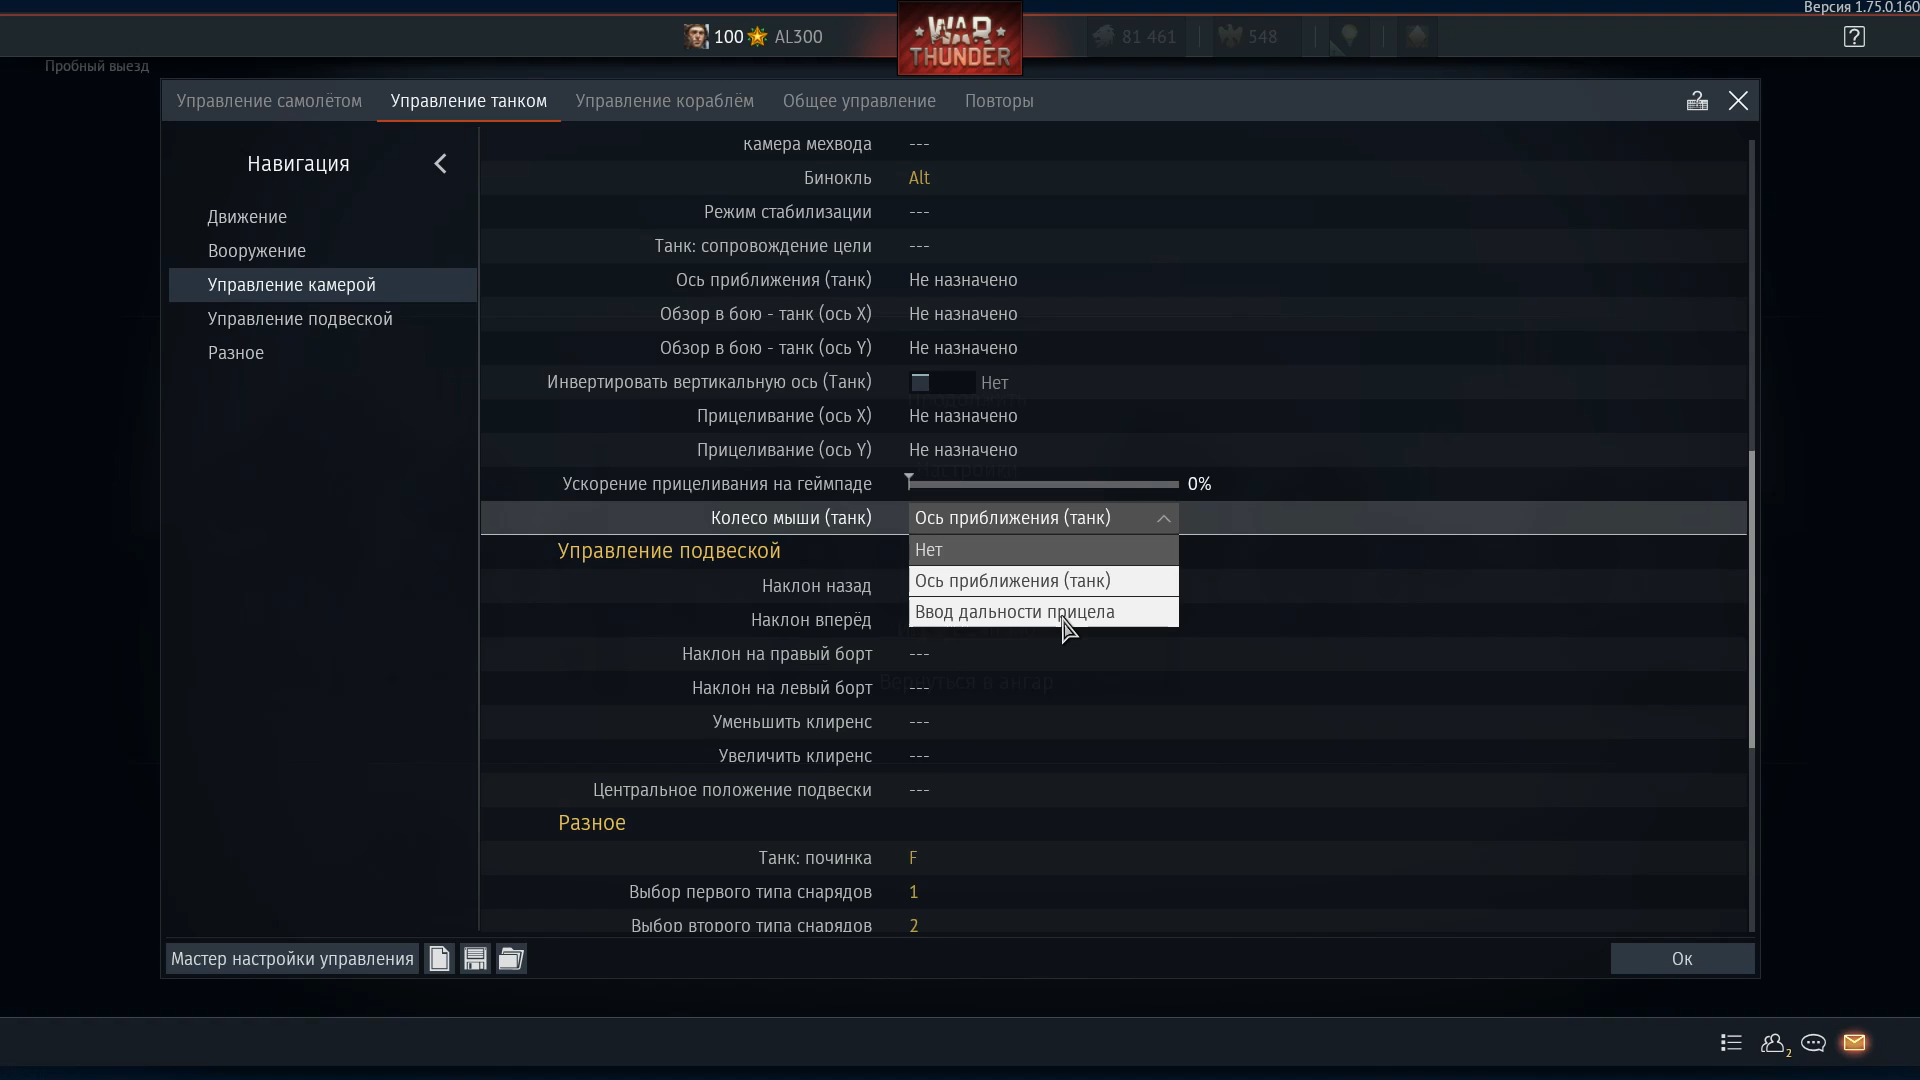 Версия 1.75.0.160
100 AL300
WAR THUNDER
81 461
548
Пробный выезд
Управление самолётом Управление танком Управление кораблём Общее управление Повторы
Навигация
Движение
Вооружение
Управление камерой
Управление подвеской
Разное
камера мехвода ---
Бинокль Alt
Режим стабилизации ---
Танк: сопровождение цели ---
Ось приближения (танк) Не назначено
Обзор в бою - танк (ось X) Не назначено
Обзор в бою - танк (ось Y) Не назначено
Инвертировать вертикальную ось (Танк) Нет
Прицеливание (ось X) Не назначено
Прицеливание (ось Y) Не назначено
Ускорение прицеливания на геймпаде 0%
Колесо мыши (танк) Ось приближения (танк)
Нет
Ось приближения (танк)
Ввод дальности прицела
Управление подвеской
Наклон назад
Наклон вперёд
Наклон на правый борт ---
Наклон на левый борт ---
Вернуться в ангар
Уменьшить клиренс ---
Увеличить клиренс ---
Центральное положение подвески ---
Разное
Танк: починка F
Выбор первого типа снарядов 1
Выбор второго типа снарядов 2
Мастер настройки управления
Ок
2